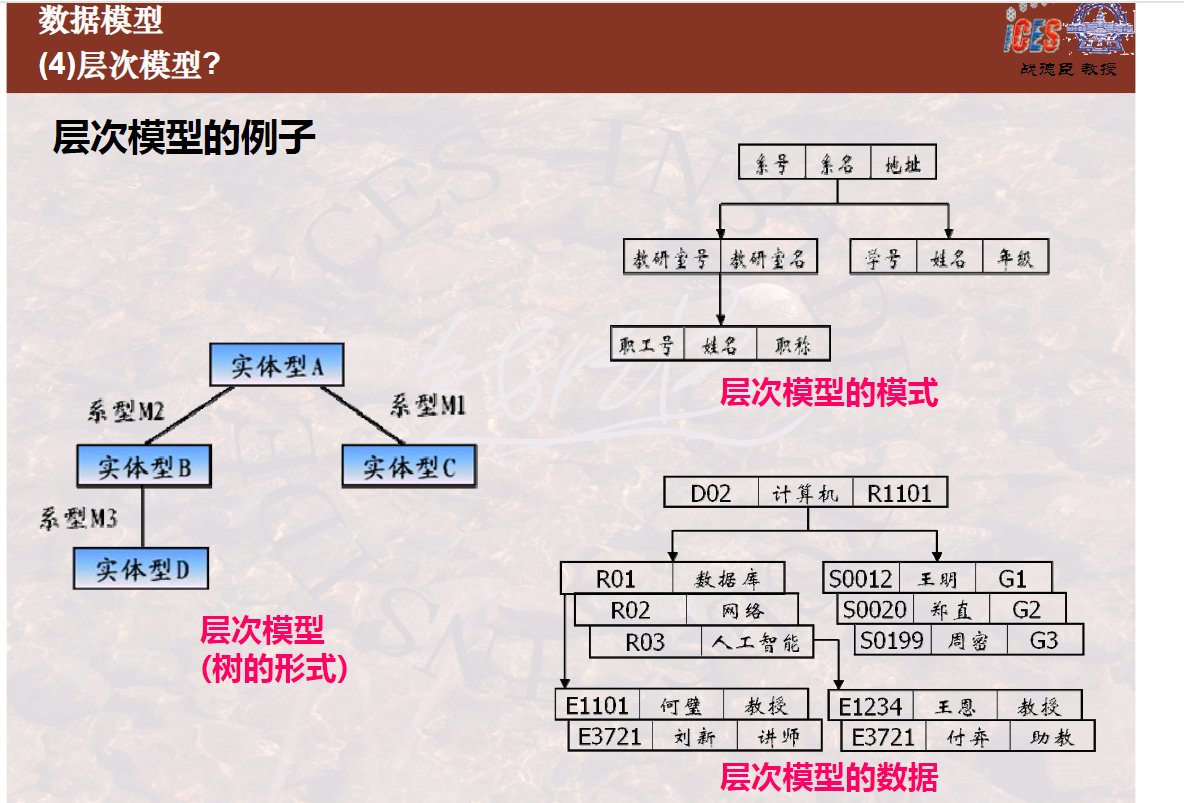 数据模型
(4)层次模型?
iCES
战德臣 教授
层次模型的例子
系号 系名 地址
教研室号 教研室名 学号 姓名 年级
职工号 姓名 职称
层次模型的模式
实体型A
系型M2 系型M1
实体型B 实体型C
系型M3
实体型D
层次模型
(树的形式)
D02 计算机 R1101
R01 数据库 S0012 王明 G1
R02 网络 S0020 郑直 G2
R03 人工智能 S0199 周密 G3
E1101 何璧 教授 E1234 王恩 教授
E3721 刘新 讲师 E3721 付弈 助教
层次模型的数据